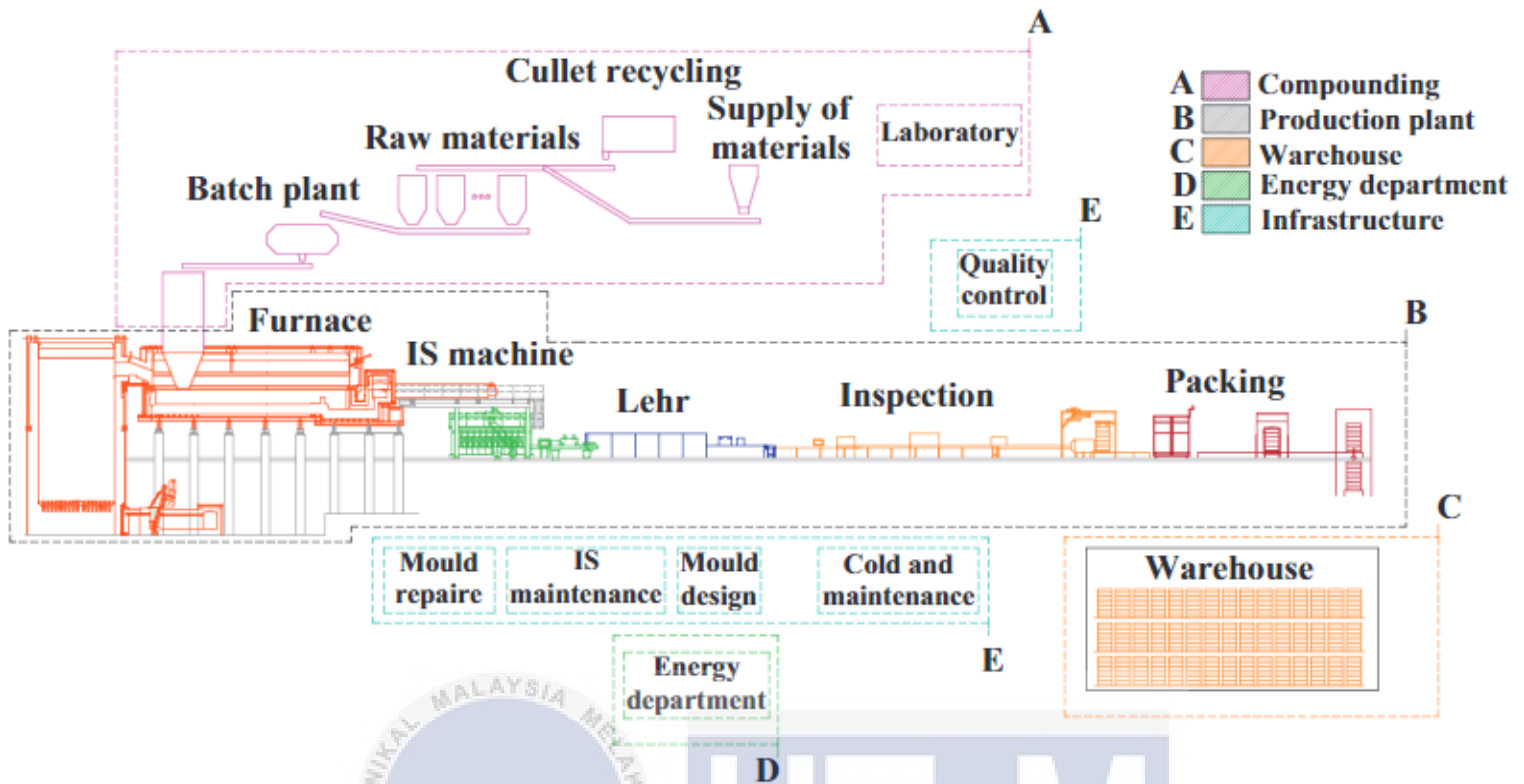 A
Cullet recycling
Supply of
materials
Laboratory
Raw materials
Batch plant
A Compounding
B Production plant
C Warehouse
D Energy department
E Infrastructure
E
Quality
control
B
Furnace
IS machine
Lehr
Inspection
Packing
C
Mould
repaire
IS
maintenance
Mould
design
Cold and
maintenance
E
Warehouse
Energy
department
D
MALAYSIA